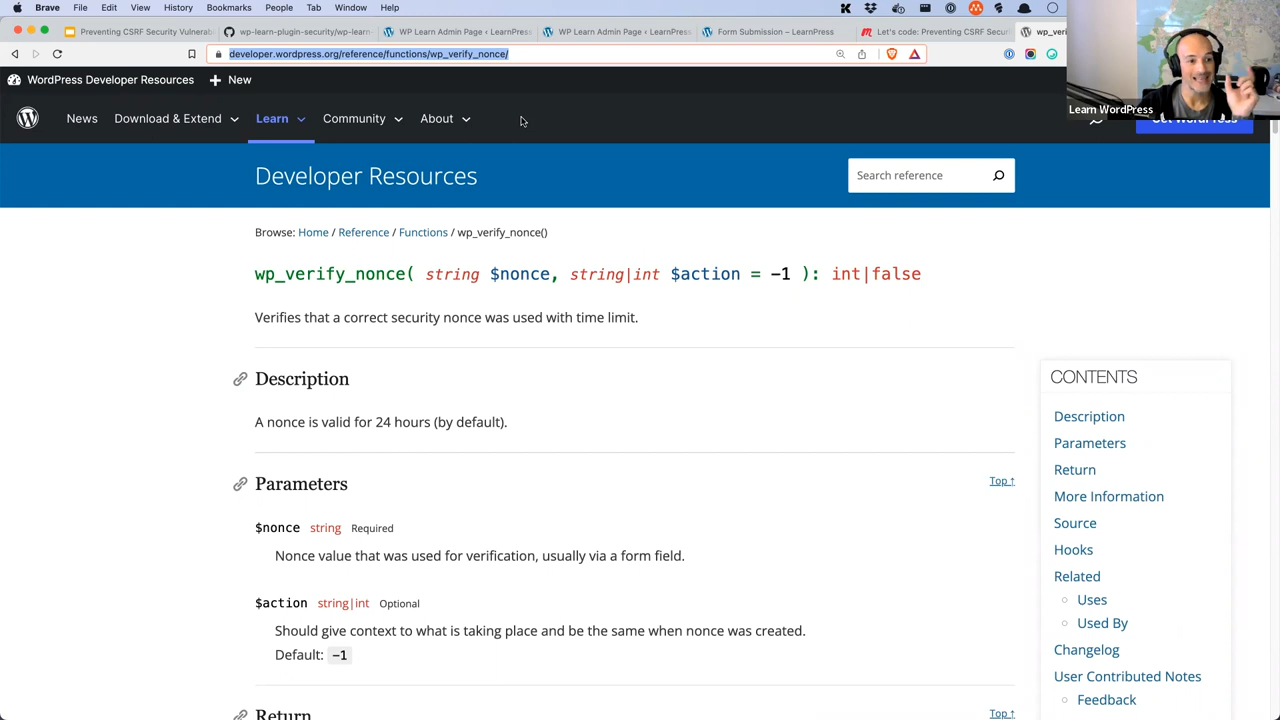 Brave File Edit View History Bookmarks People Tab Window Help
Preventing CSRF Security Vulnerab
wp-learn-plugin-security/wp-learn-
WP Learn Admin Page ‹ LearnPress
WP Learn Admin Page ‹ LearnPress
Form Submission – LearnPress
Let's code: Preventing CSRF Secur
wp_ver
developer.wordpress.org/reference/functions/wp_verify_nonce/
WordPress Developer Resources + New
Learn WordPress
News Download & Extend Learn Community About
Get WordPress
Developer Resources
Search reference
Browse: Home / Reference / Functions / wp_verify_nonce()
wp_verify_nonce( string $nonce, string|int $action = -1 ): int|false
Verifies that a correct security nonce was used with time limit.
Description
A nonce is valid for 24 hours (by default).
Parameters
Top ↑
$nonce string Required
Nonce value that was used for verification, usually via a form field.
$action string|int Optional
Should give context to what is taking place and be the same when nonce was created.
Default: -1
Return
Top ↑
CONTENTS
Description
Parameters
Return
More Information
Source
Hooks
Related
Uses
Used By
Changelog
User Contributed Notes
Feedback